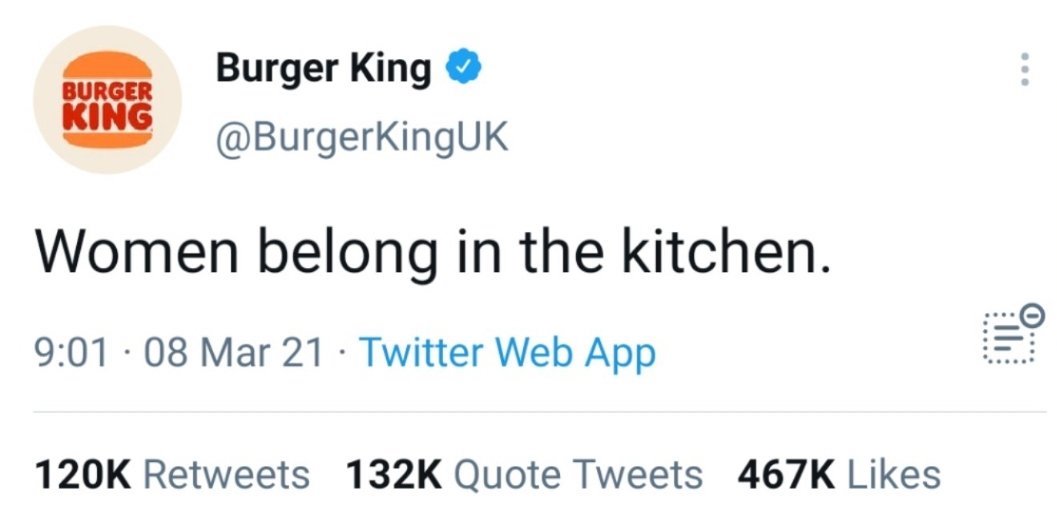 BURGER
KING
Burger King
@BurgerKingUK
Women belong in the kitchen.
9:01 · 08 Mar 21 · Twitter Web App
120K Retweets 132K Quote Tweets 467K Likes